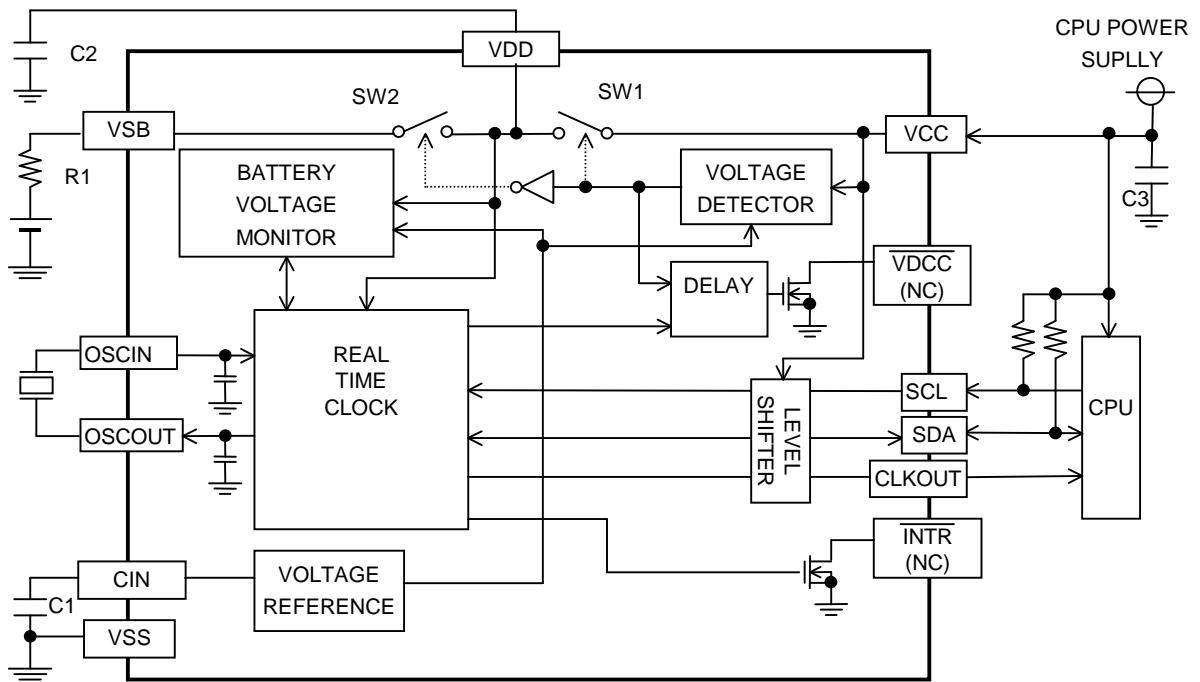 CPU POWER
SUPLLY
C2
VDD
SW2
SW1
VSB
VCC
R1
BATTERY
VOLTAGE
MONITOR
VOLTAGE
DETECTOR
C3
VDCC
(NC)
DELAY
OSCIN
REAL
TIME
CLOCK
LEVEL
SHIFTER
SCL
CPU
OSCOUT
SDA
CLKOUT
INTR
(NC)
CIN
VOLTAGE
REFERENCE
C1
VSS